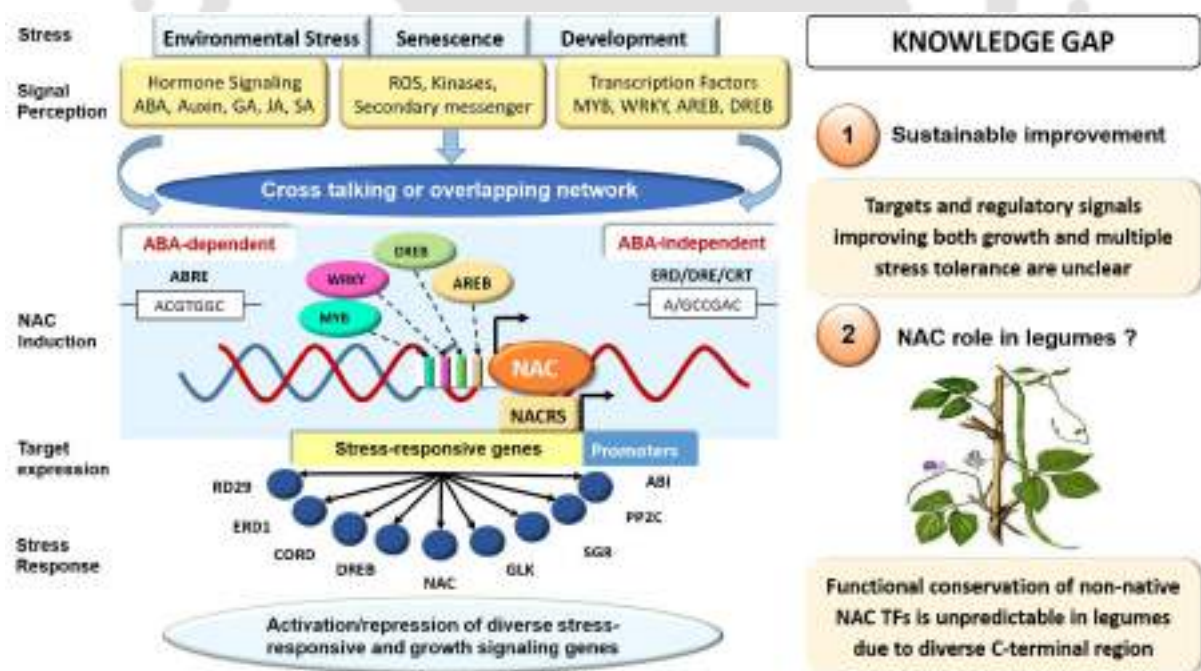 Stress
Environmental Stress
Senescence
Development
Signal
Perception
Hormone Signaling
ABA, Auxin, GA, JA, SA
ROS, Kinases,
Secondary messenger
Transcription Factors
MYB, WRKY, AREB, DREB
Cross talking or overlapping network
NAC
Induction
ABA-dependent
ABRE
ACGTGGC
DREB
WRKY
AREB
MYB
ABA-independent
ERD/DRE/CRT
A/GCCGAC
NAC
NACRS
Target
expression
Stress-responsive genes
Promoters
Stress
Response
RD29
ERD1
CORD
DREB
NAC
GLK
SGR
PP2C
ABI
Activation/repression of diverse stress-
responsive and growth signaling genes
KNOWLEDGE GAP
1
Sustainable improvement
Targets and regulatory signals
improving both growth and multiple
stress tolerance are unclear
2
NAC role in legumes ?
Functional conservation of non-native
NAC TFs is unpredictable in legumes
due to diverse C-terminal region